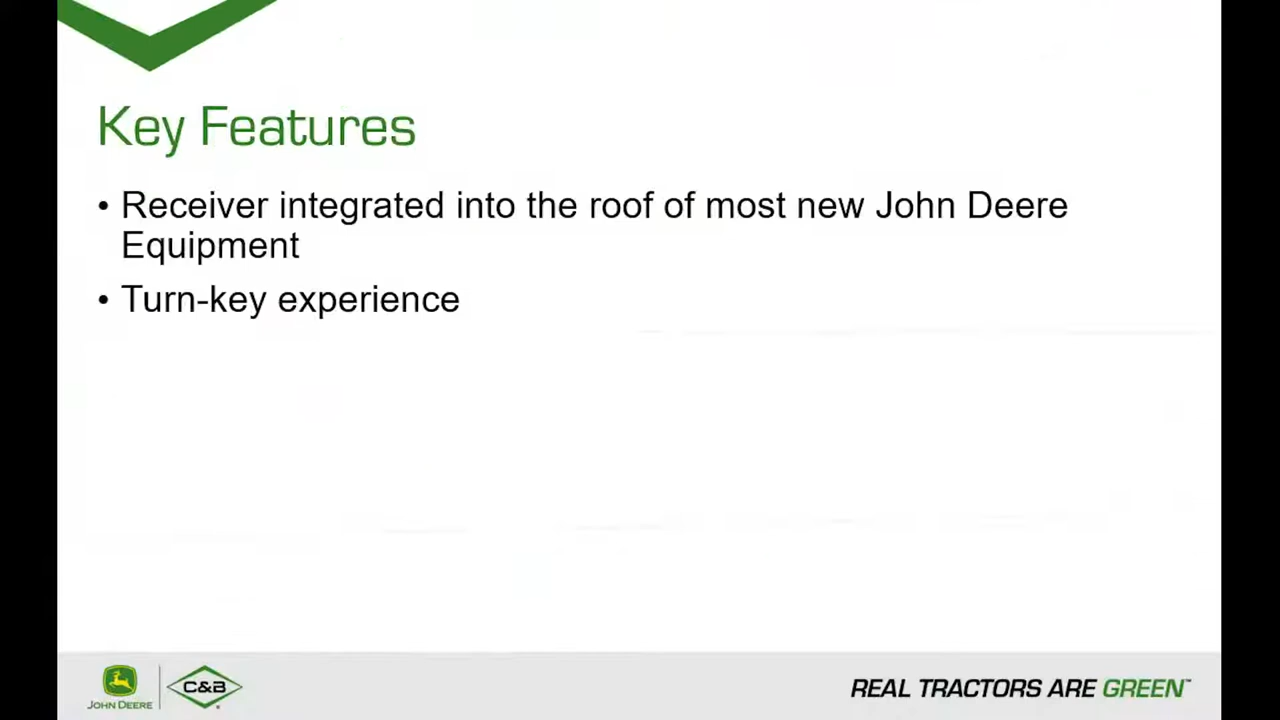 Key Features
• Receiver integrated into the roof of most new John Deere
Equipment
• Turn-key experience
JOHN DEERE
C&B
REAL TRACTORS ARE GREEN™